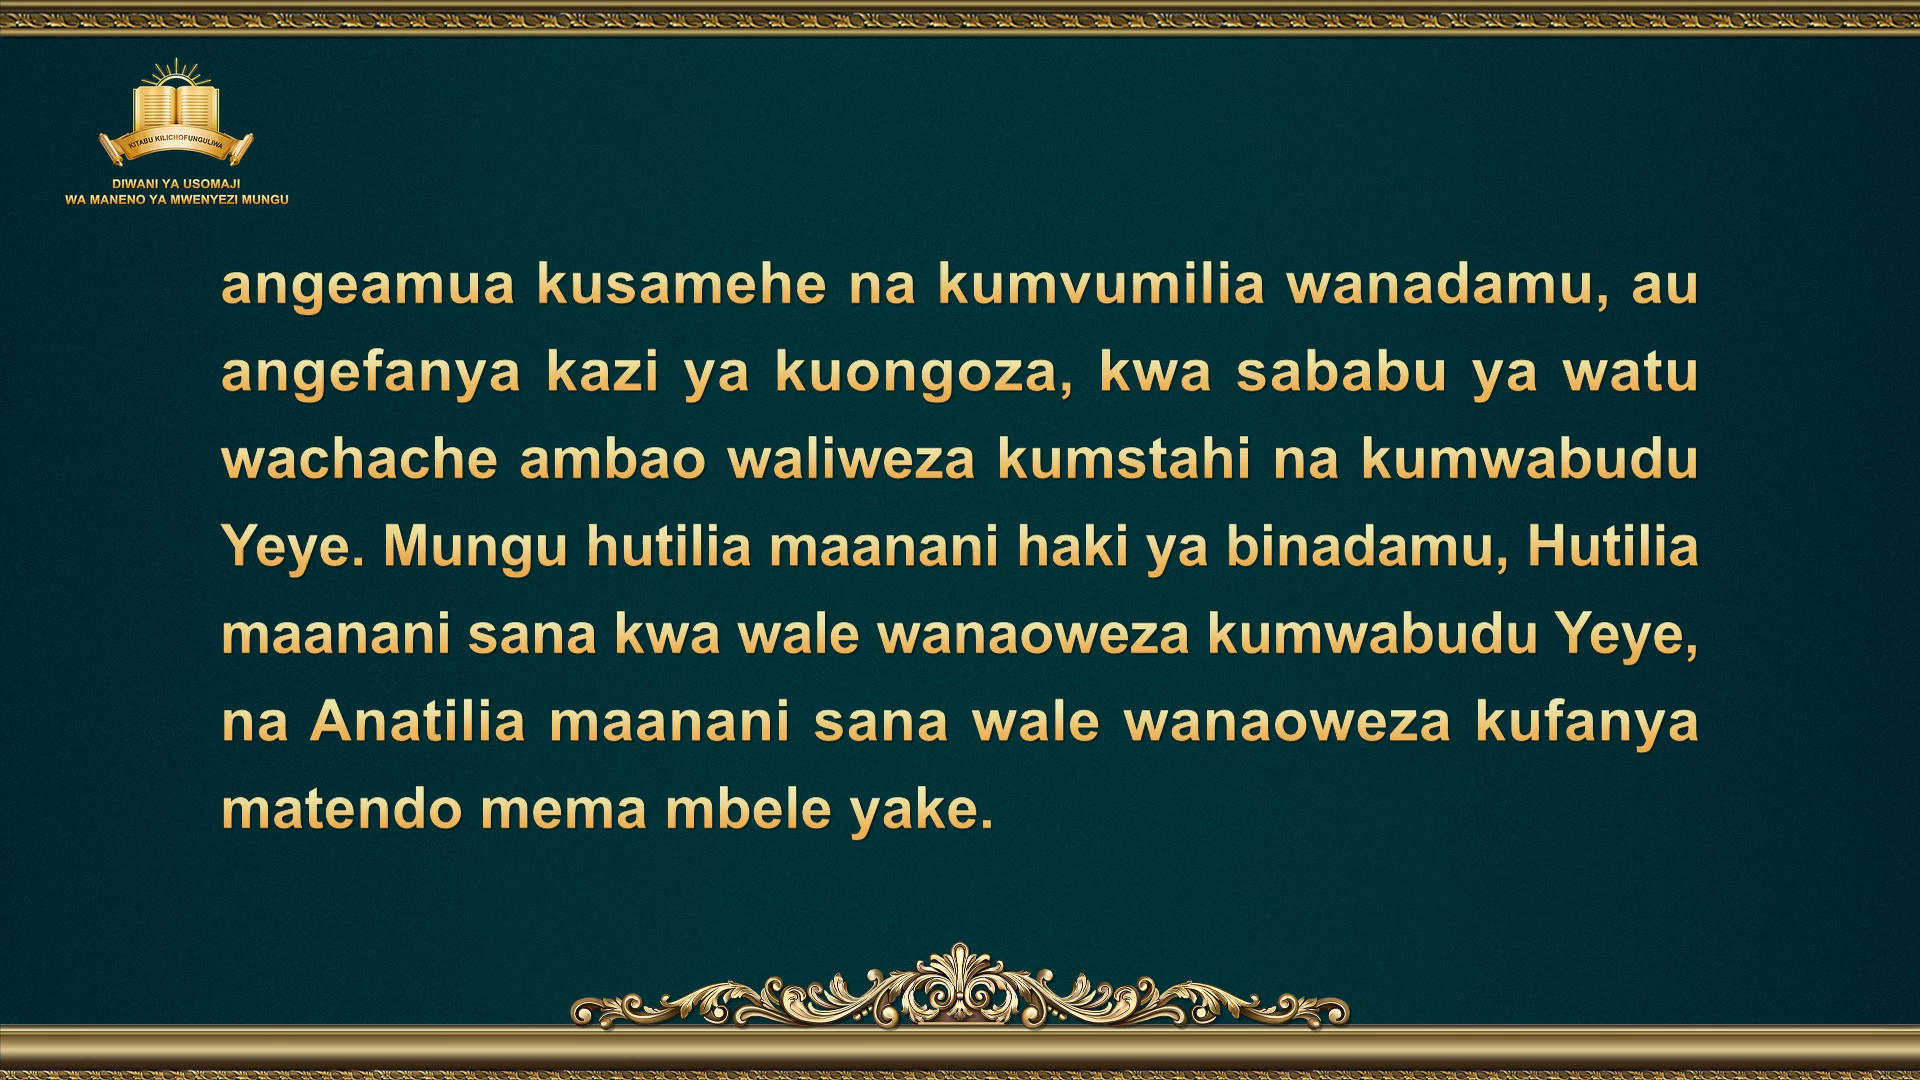 KITABU KILICHOFUNGULIWA
DIWANI YA USOMAJI
WA MANENO YA MWENYEZI MUNGU
angeamua kusamehe na kumvumilia wanadamu, au
angefanya kazi ya kuongoza, kwa sababu ya watu
wachache ambao waliweza kumstahi na kumwabudu
Yeye. Mungu hutilia maanani haki ya binadamu, Hutilia
maanani sana kwa wale wanaoweza kumwabudu Yeye,
na Anatilia maanani sana wale wanaoweza kufanya
matendo mema mbele yake.